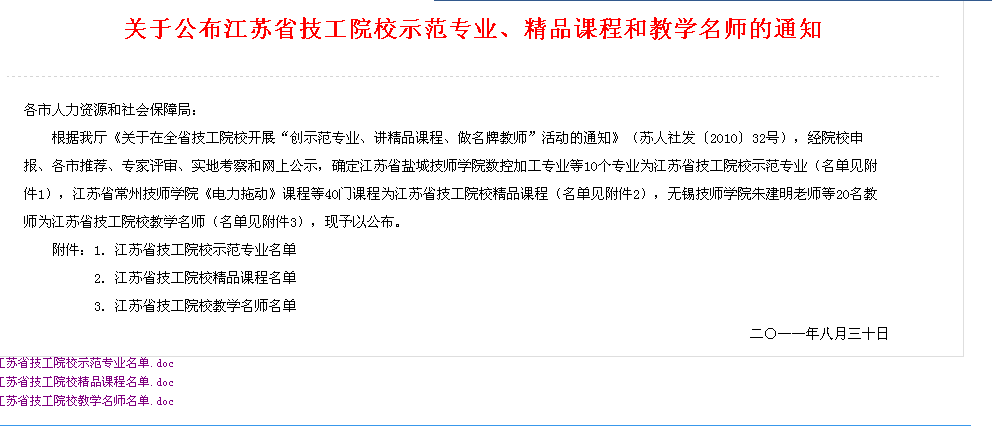 关于公布江苏省技工院校示范专业、精品课程和教学名师的通知
各市人力资源和社会保障局：
根据我厅《关于在全省技工院校开展“创示范专业、讲精品课程、做名牌教师”活动的通知》（苏人社发〔2010〕32号），经院校申
报、各市推荐、专家评审、实地考察和网上公示，确定江苏省盐城技师学院数控加工专业等10个专业为江苏省技工院校示范专业（名单见附
件1），江苏省常州技师学院《电力拖动》课程等40门课程为江苏省技工院校精品课程（名单见附件2），无锡技师学院朱建明老师等20名教
师为江苏省技工院校教学名师（名单见附件3），现予以公布。
附件：1. 江苏省技工院校示范专业名单
2. 江苏省技工院校精品课程名单
3. 江苏省技工院校教学名师名单
二〇一一年八月三十日
江苏省技工院校示范专业名单.doc
江苏省技工院校精品课程名单.doc
江苏省技工院校教学名师名单.doc